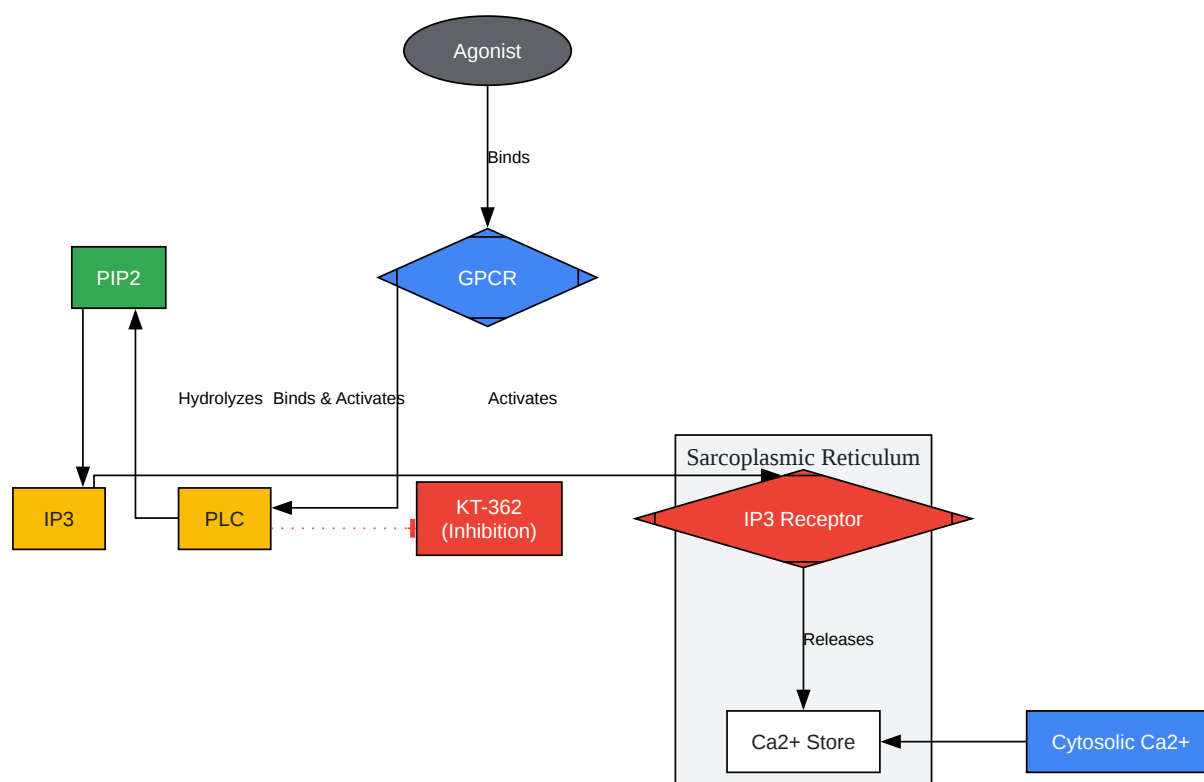 Agonist
Binds
GPCR
PIP2
Hydrolyzes
Binds & Activates
Activates
Sarcoplasmic Reticulum
IP3
PLC
KT-362
(Inhibition)
IP3 Receptor
Releases
Ca2+ Store
Cytosolic Ca2+